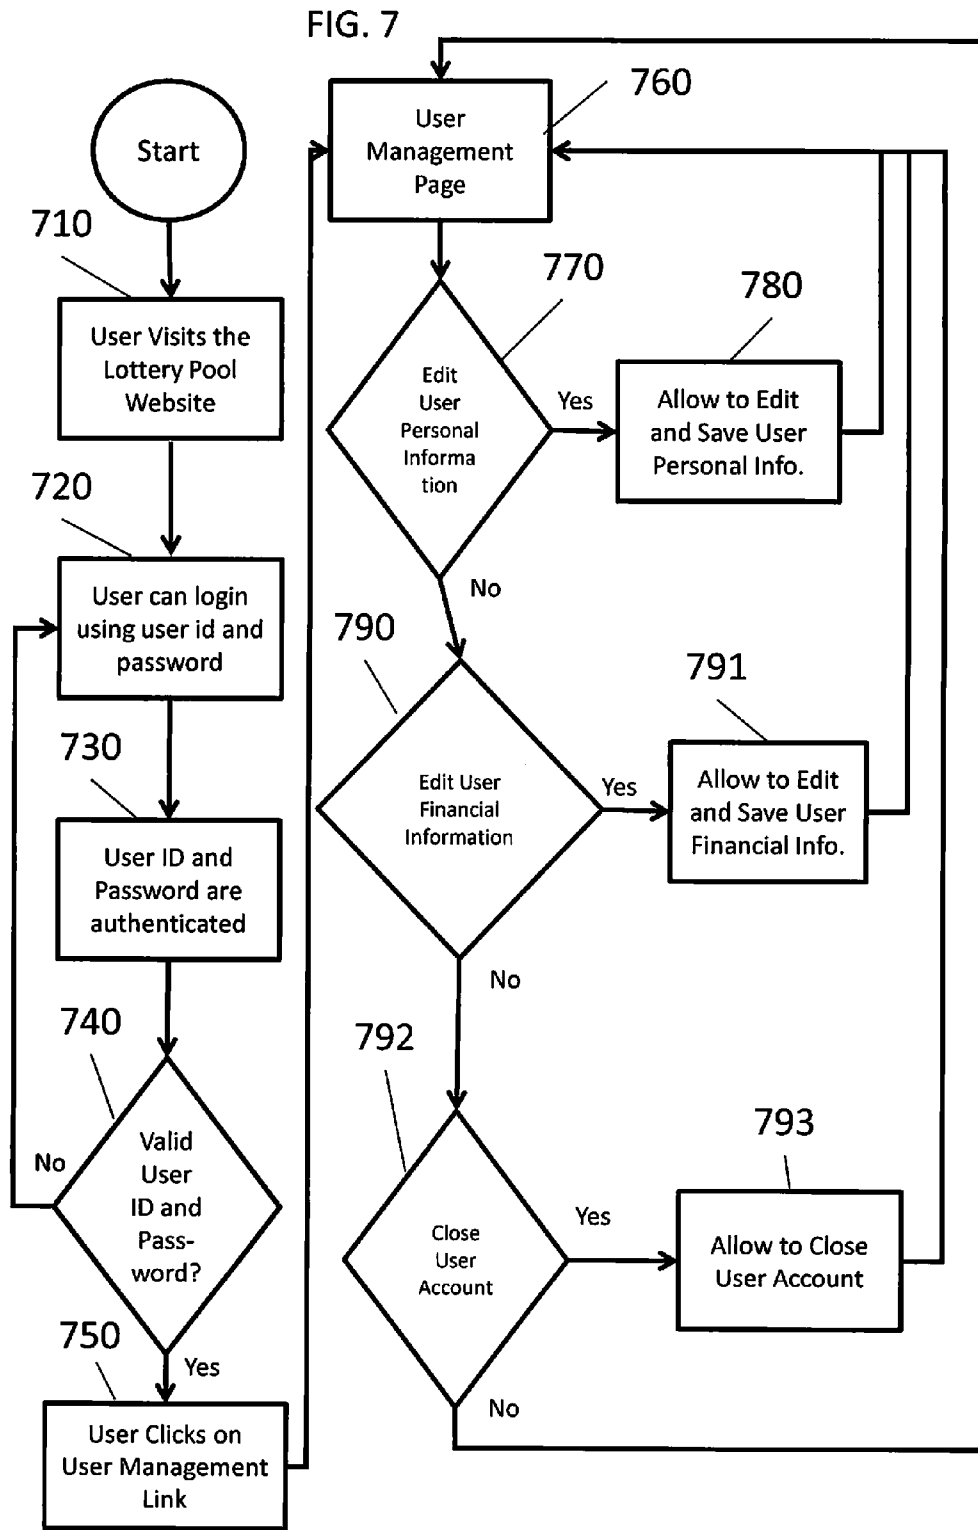 FIG. 7
Start
710
User Visits the
Lottery Pool
Website
720
User can login
using user id and
password
730
User ID and
Password are
authenticated
740
Valid
User
ID and
Pass-
word?
No
Yes
750
User Clicks on
User Management
Link
760
User
Management
Page
770
Edit
User
Personal
Informa
tion
Yes
No
780
Allow to Edit
and Save User
Personal Info.
790
Edit User
Financial
Information
Yes
No
791
Allow to Edit
and Save User
Financial Info.
792
Close
User
Account
Yes
No
793
Allow to Close
User Account